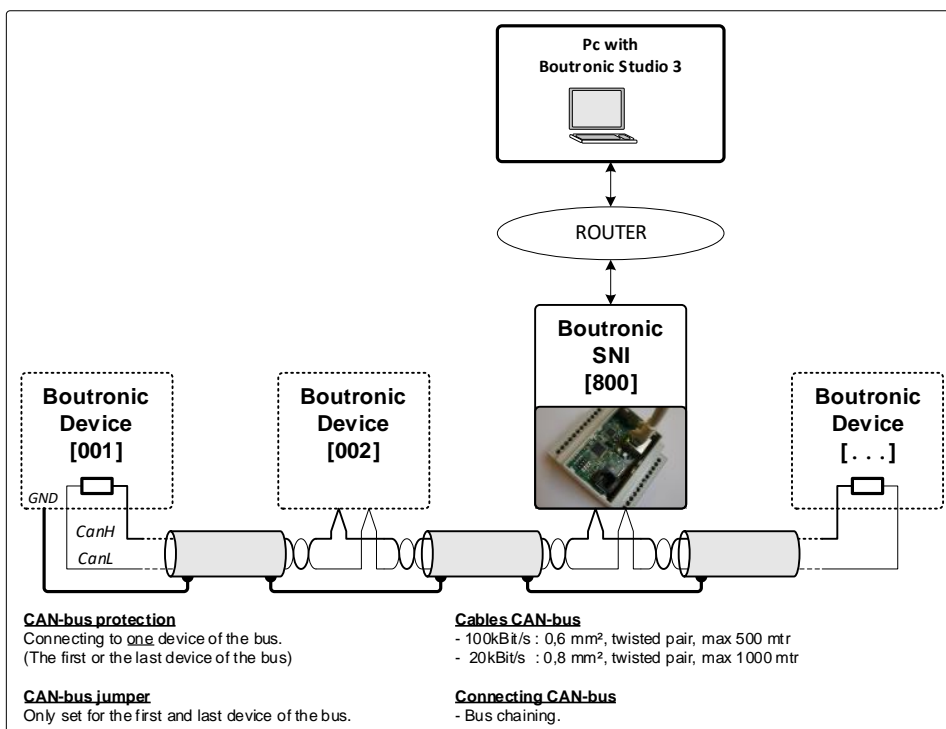 Pc with
Boutronic Studio 3
ROUTER
Boutronic
SNI
[800]
Boutronic
Device
[001]
Boutronic
Device
[002]
Boutronic
Device
[...]
GND
CanH
CanL
CAN-bus protection
Connecting to one device of the bus.
(The first or the last device of the bus)
CAN-bus jumper
Only set for the first and last device of the bus.
Cables CAN-bus
- 100kBit/s : 0,6 mm², twisted pair, max 500 mtr
- 20kBit/s : 0,8 mm², twisted pair, max 1000 mtr
Connecting CAN-bus
- Bus chaining.